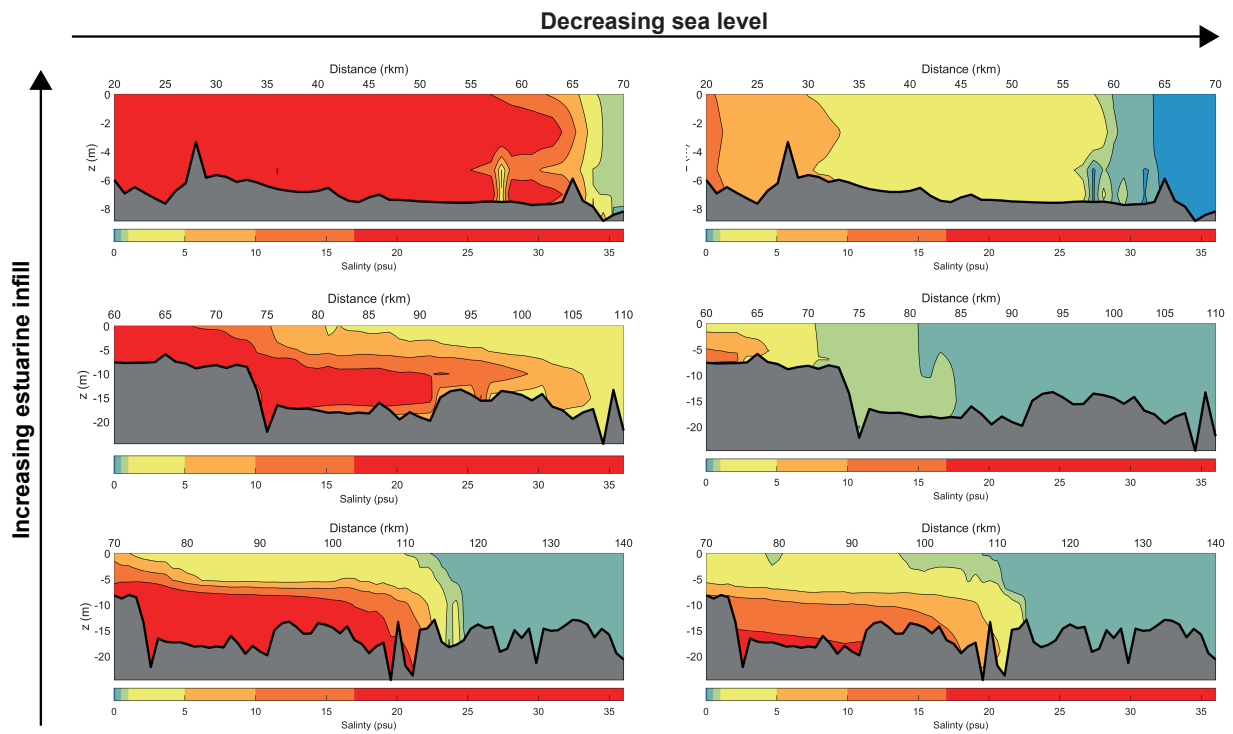 Decreasing sea level
Increasing estuarine infill
Distance (rkm)
20 25 30 35 40 45 50 55 60 65 70
z (m)
0
-2
-4
-6
-8
0 5 10 15 20 25 30 35
Salinity (psu)
Distance (rkm)
20 25 30 35 40 45 50 55 60 65 70
0
-2
-4
-6
-8
0 5 10 15 20 25 30 35
Salinity (psu)
Distance (rkm)
60 65 70 75 80 85 90 95 100 105 110
z (m)
0
-5
-10
-15
-20
0 5 10 15 20 25 30 35
Salinity (psu)
Distance (rkm)
60 65 70 75 80 85 90 95 100 105 110
z (m)
0
-5
-10
-15
-20
0 5 10 15 20 25 30 35
Salinity (psu)
Distance (rkm)
70 80 90 100 110 120 130 140
z (m)
0
-5
-10
-15
-20
0 5 10 15 20 25 30 35
Salinity (psu)
Distance (rkm)
70 80 90 100 110 120 130 140
z (m)
0
-5
-10
-15
-20
0 5 10 15 20 25 30 35
Salinity (psu)